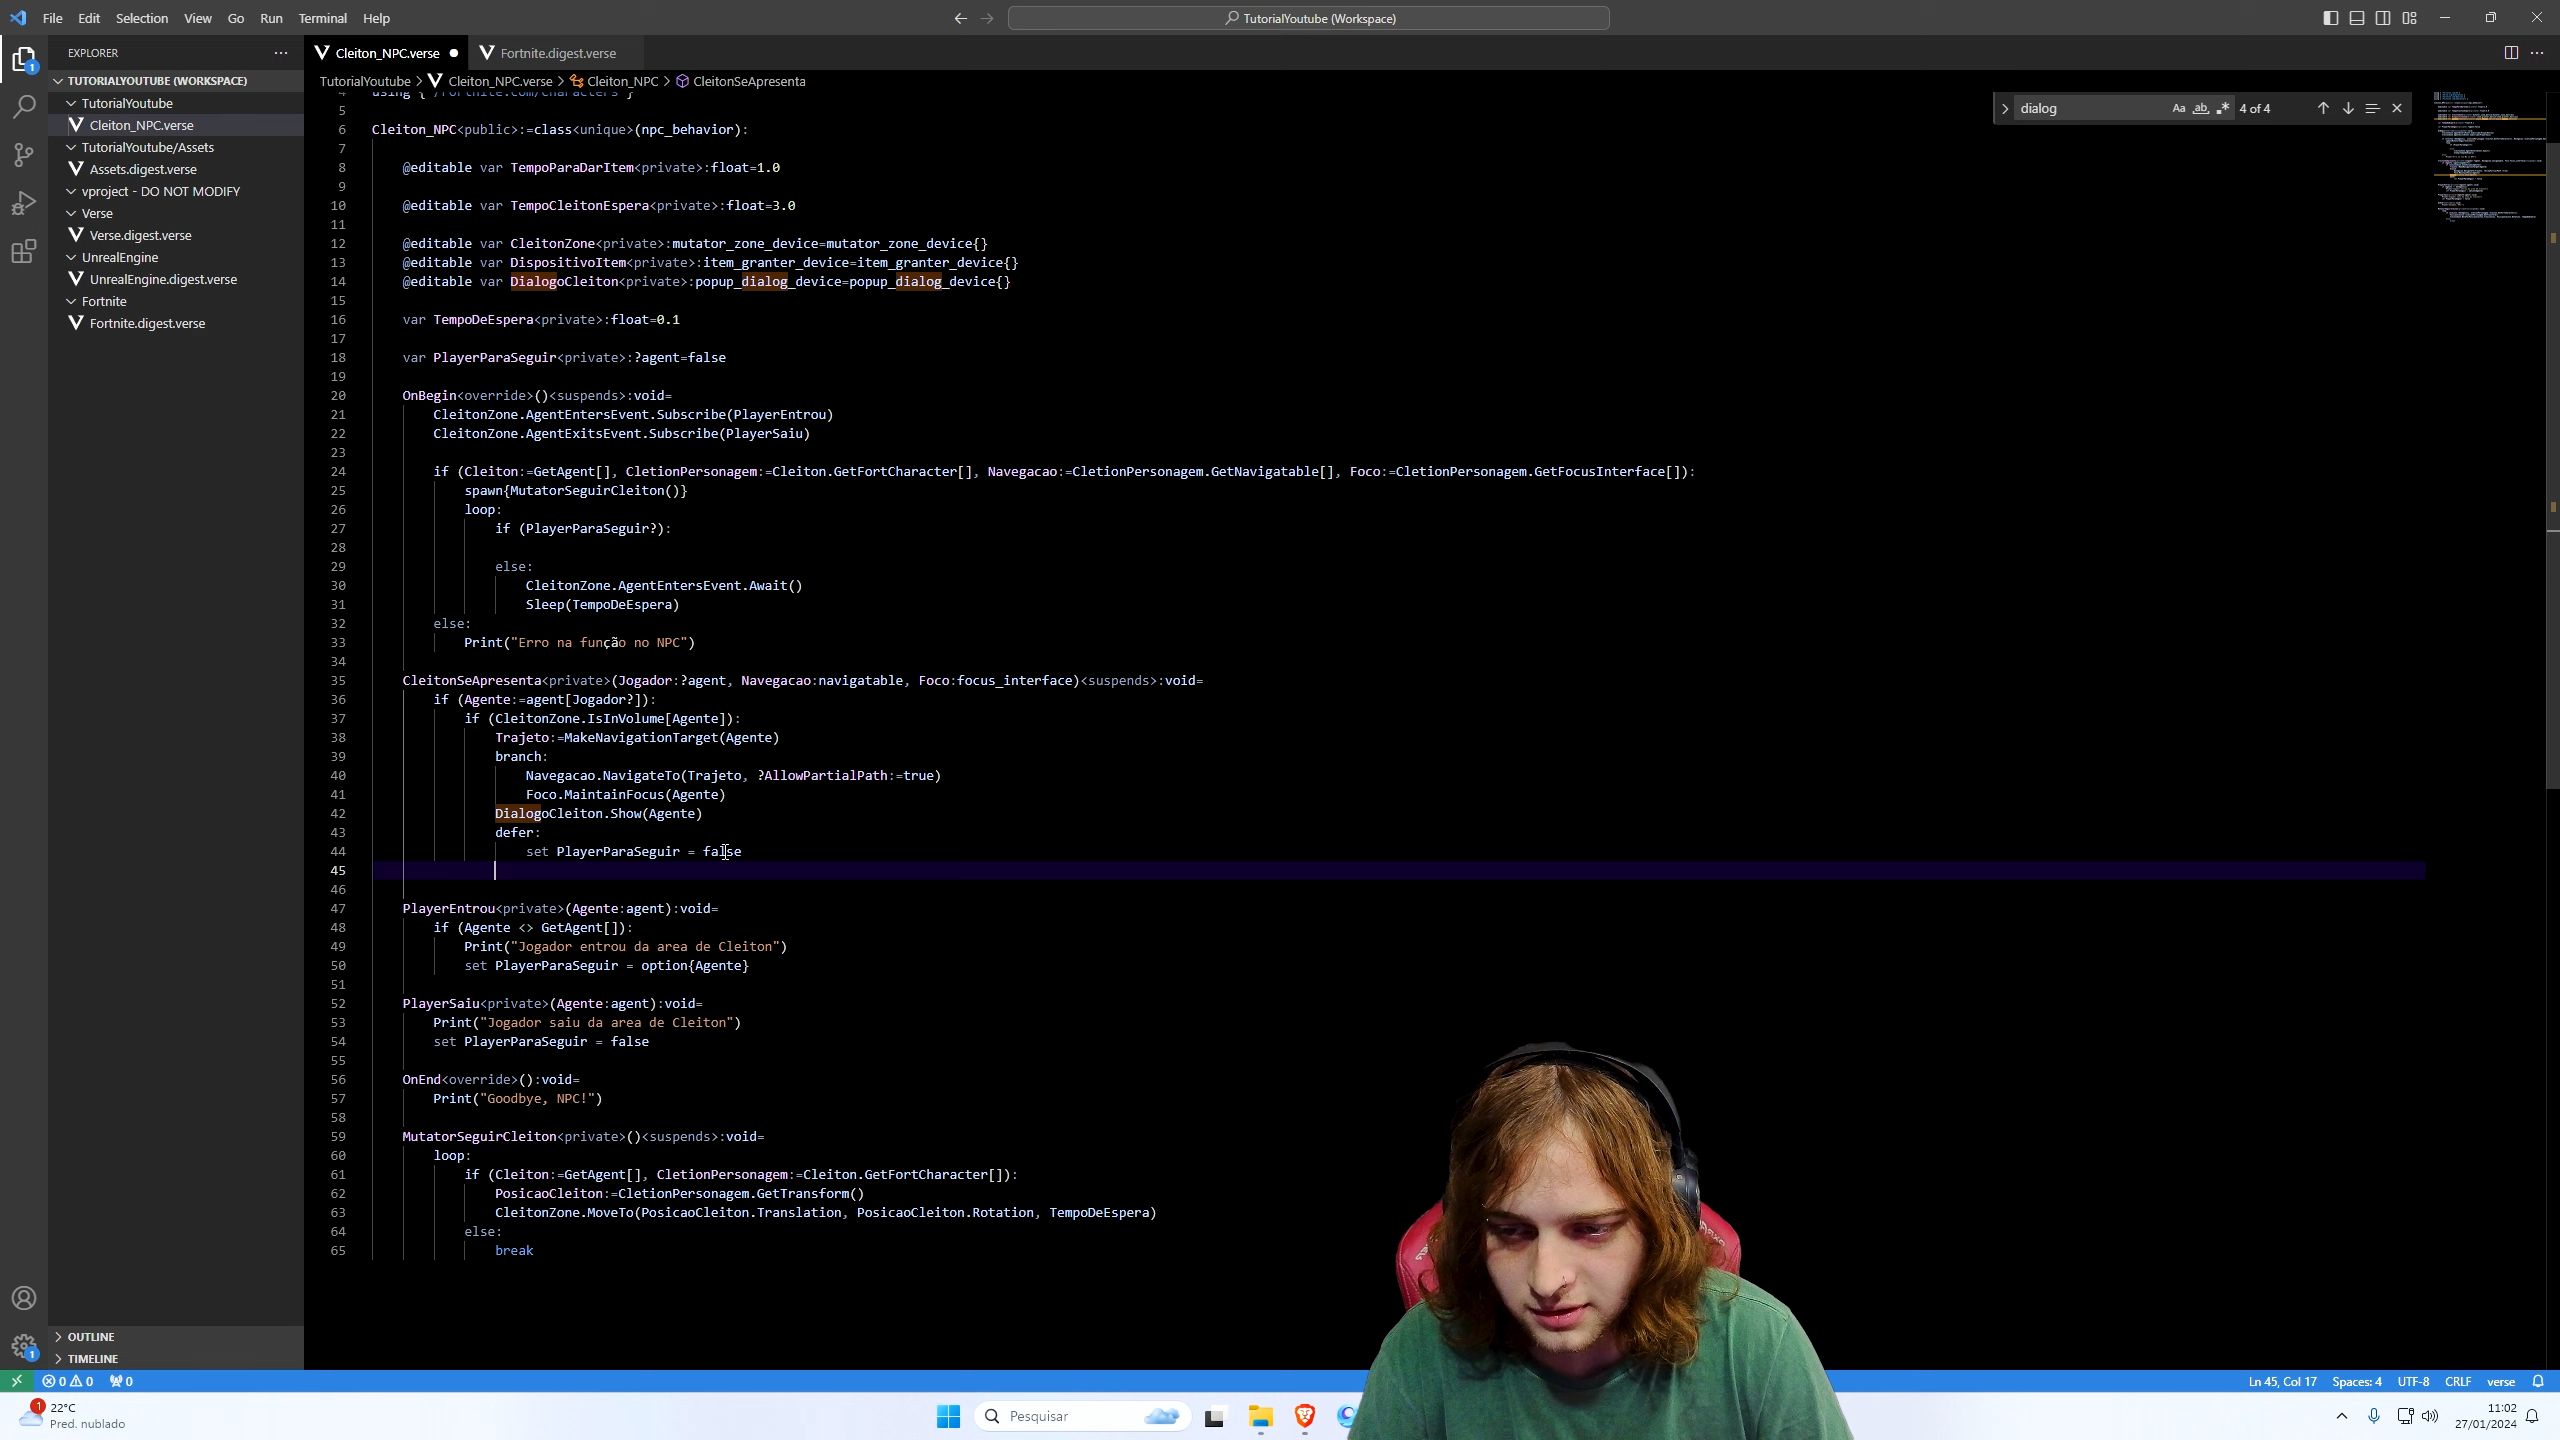 File Edit Selection View Go Run Terminal Help
TutorialYoutube (Workspace)
EXPLORER
Cleiton_NPC.verse
Fortnite.digest.verse
TUTORIALYOUTUBE (WORKSPACE)
TutorialYoutube > Cleiton_NPC.verse > Cleiton_NPC > CleitonSeApresenta
TutorialYoutube
Cleiton_NPC.verse
TutorialYoutube/Assets
Assets.digest.verse
vproject - DO NOT MODIFY
Verse
Verse.digest.verse
UnrealEngine
UnrealEngine.digest.verse
Fortnite
Fortnite.digest.verse
OUTLINE
TIMELINE
dialog Aa ab .* 4 of 4
4 using { /Fortnite.com/Characters }
5
6 Cleiton_NPC<public>:=class<unique>(npc_behavior):
7
8 @editable var TempoParaDarItem<private>:float=1.0
9
10 @editable var TempoCleitonEspera<private>:float=3.0
11
12 @editable var CleitonZone<private>:mutator_zone_device=mutator_zone_device{}
13 @editable var DispositivoItem<private>:item_granter_device=item_granter_device{}
14 @editable var DialogoCleiton<private>:popup_dialog_device=popup_dialog_device{}
15
16 var TempoDeEspera<private>:float=0.1
17
18 var PlayerParaSeguir<private>:?agent=false
19
20 OnBegin<override>()<suspends>:void=
21 CleitonZone.AgentEntersEvent.Subscribe(PlayerEntrou)
22 CleitonZone.AgentExitsEvent.Subscribe(PlayerSaiu)
23
24 if (Cleiton:=GetAgent[], CletionPersonagem:=Cleiton.GetFortCharacter[], Navegacao:=CletionPersonagem.GetNavigatable[], Foco:=CletionPersonagem.GetFocusInterface[]):
25 spawn{MutatorSeguirCleiton()}
26 loop:
27 if (PlayerParaSeguir?):
28
29 else:
30 CleitonZone.AgentEntersEvent.Await()
31 Sleep(TempoDeEspera)
32 else:
33 Print("Erro na função no NPC")
34
35 CleitonSeApresenta<private>(Jogador:?agent, Navegacao:navigatable, Foco:focus_interface)<suspends>:void=
36 if (Agente:=agent[Jogador?]):
37 if (CleitonZone.IsInVolume[Agente]):
38 Trajeto:=MakeNavigationTarget(Agente)
39 branch:
40 Navegacao.NavigateTo(Trajeto, ?AllowPartialPath:=true)
41 Foco.MaintainFocus(Agente)
42 DialogoCleiton.Show(Agente)
43 defer:
44 set PlayerParaSeguir = false
45
46
47 PlayerEntrou<private>(Agente:agent):void=
48 if (Agente <> GetAgent[]):
49 Print("Jogador entrou da area de Cleiton")
50 set PlayerParaSeguir = option{Agente}
51
52 PlayerSaiu<private>(Agente:agent):void=
53 Print("Jogador saiu da area de Cleiton")
54 set PlayerParaSeguir = false
55
56 OnEnd<override>():void=
57 Print("Goodbye, NPC!")
58
59 MutatorSeguirCleiton<private>()<suspends>:void=
60 loop:
61 if (Cleiton:=GetAgent[], CletionPersonagem:=Cleiton.GetFortCharacter[]):
62 PosicaoCleiton:=CletionPersonagem.GetTransform()
63 CleitonZone.MoveTo(PosicaoCleiton.Translation, PosicaoCleiton.Rotation, TempoDeEspera)
64 else:
65 break
1
1
0 0 0
Ln 45, Col 17 Spaces: 4 UTF-8 CRLF verse
1
22°C
Pred. nublado
Pesquisar
11:02
27/01/2024